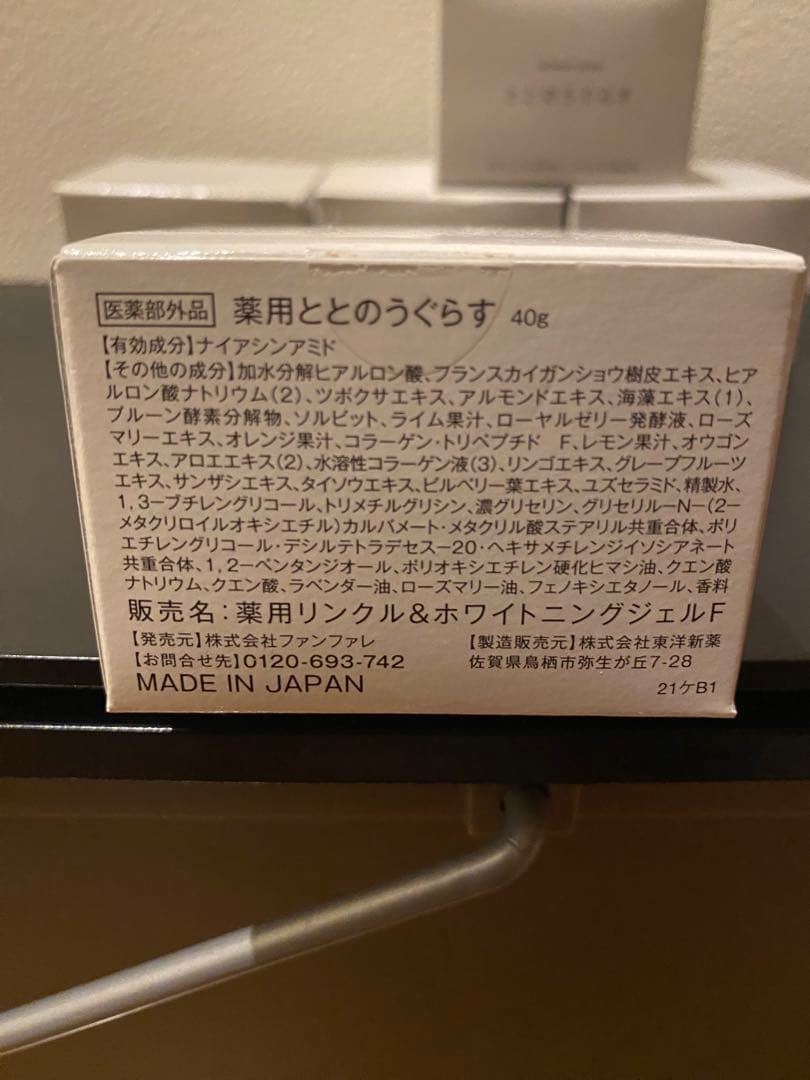 医薬部外品 薬用ととのうぐらす 40g
【有効成分】ナイアシンアミド
【その他の成分】加水分解ヒアルロン酸、フランスカイガンショウ樹皮エキス、ヒア
ルロン酸ナトリウム(2)、ツボクサエキス、アルモンドエキス、海藻エキス(1)、
プルーン酵素分解物、ソルビット、ライム果汁、ローヤルゼリー発酵液、ローズ
マリーエキス、オレンジ果汁、コラーゲン・トリペプチド F、レモン果汁、オウゴン
エキス、アロエエキス(2)、水溶性コラーゲン液(3)、リンゴエキス、グレープフルーツ
エキス、サンザシエキス、タイソウエキス、ビルベリー葉エキス、ユズセラミド、精製水、
1,3ーブチレングリコール、トリメチルグリシン、濃グリセリン、グリセリルーN-(2ー
メタクリロイルオキシエチル)カルバメート・メタクリル酸ステアリル共重合体、ポリ
エチレングリコール・デシルテトラデセスー20・ヘキサメチレンジイソシアネート
共重合体、1,2ーペンタンジオール、ポリオキシエチレン硬化ヒマシ油、クエン酸
ナトリウム、クエン酸、ラベンダー油、ローズマリー油、フェノキシエタノール、香料
販売名:薬用リンクル&ホワイトニングジェルF
【発売元】株式会社ファンファレ 【製造販売元】株式会社東洋新薬
【お問合せ先】0120-693-742 佐賀県鳥栖市弥生が丘7-28
MADE IN JAPAN 21ケB1